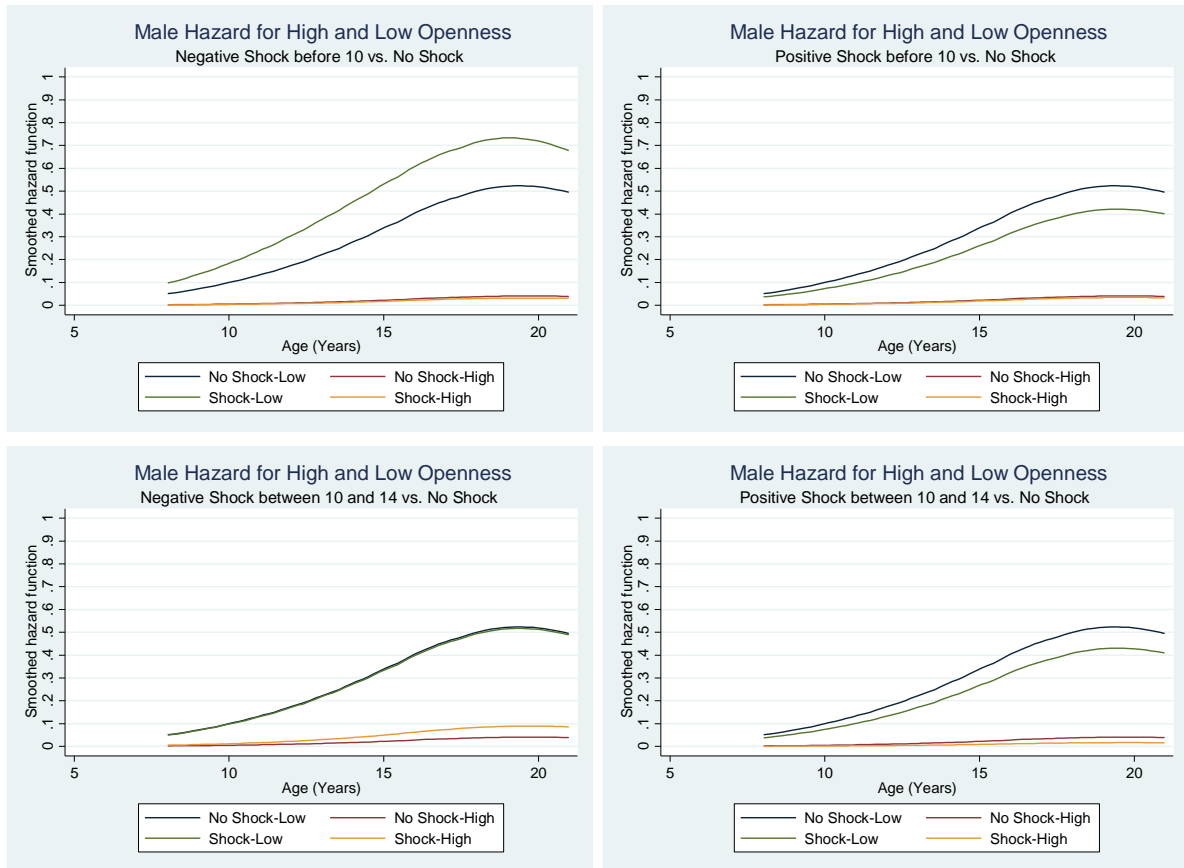 Male Hazard for High and Low Openness
Negative Shock before 10 vs. No Shock
Smoothed hazard function
1
.9
.8
.7
.6
.5
.4
.3
.2
.1
0
5 10 15 20
Age (Years)
No Shock-Low No Shock-High
Shock-Low Shock-High
Male Hazard for High and Low Openness
Positive Shock before 10 vs. No Shock
Smoothed hazard function
1
.9
.8
.7
.6
.5
.4
.3
.2
.1
0
5 10 15 20
Age (Years)
No Shock-Low No Shock-High
Shock-Low Shock-High
Male Hazard for High and Low Openness
Negative Shock between 10 and 14 vs. No Shock
Smoothed hazard function
1
.9
.8
.7
.6
.5
.4
.3
.2
.1
0
5 10 15 20
Age (Years)
No Shock-Low No Shock-High
Shock-Low Shock-High
Male Hazard for High and Low Openness
Positive Shock between 10 and 14 vs. No Shock
Smoothed hazard function
1
.9
.8
.7
.6
.5
.4
.3
.2
.1
0
5 10 15 20
Age (Years)
No Shock-Low No Shock-High
Shock-Low Shock-High